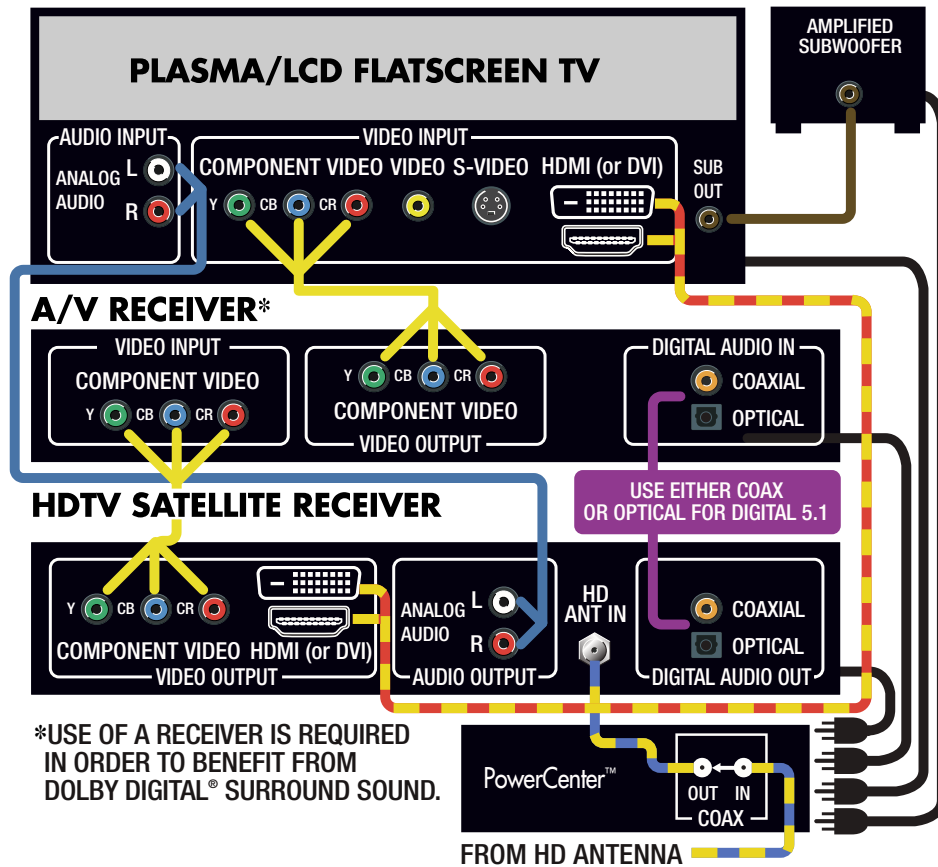 AMPLIFIED
SUBWOOFER
PLASMA/LCD FLATSCREEN TV
AUDIO INPUT
ANALOG
AUDIO
L
R
VIDEO INPUT
COMPONENT VIDEO VIDEO S-VIDEO HDMI (or DVI)
Y CB CR
SUB
OUT
A/V RECEIVER*
VIDEO INPUT
COMPONENT VIDEO
Y CB CR
Y CB CR
COMPONENT VIDEO
VIDEO OUTPUT
DIGITAL AUDIO IN
COAXIAL
OPTICAL
USE EITHER COAX
OR OPTICAL FOR DIGITAL 5.1
HDTV SATELLITE RECEIVER
Y CB CR
COMPONENT VIDEO HDMI (or DVI)
VIDEO OUTPUT
ANALOG
AUDIO
L
R
AUDIO OUTPUT
HD
ANT IN
COAXIAL
OPTICAL
DIGITAL AUDIO OUT
*USE OF A RECEIVER IS REQUIRED
IN ORDER TO BENEFIT FROM
DOLBY DIGITAL® SURROUND SOUND.
PowerCenter™
OUT IN
COAX
FROM HD ANTENNA